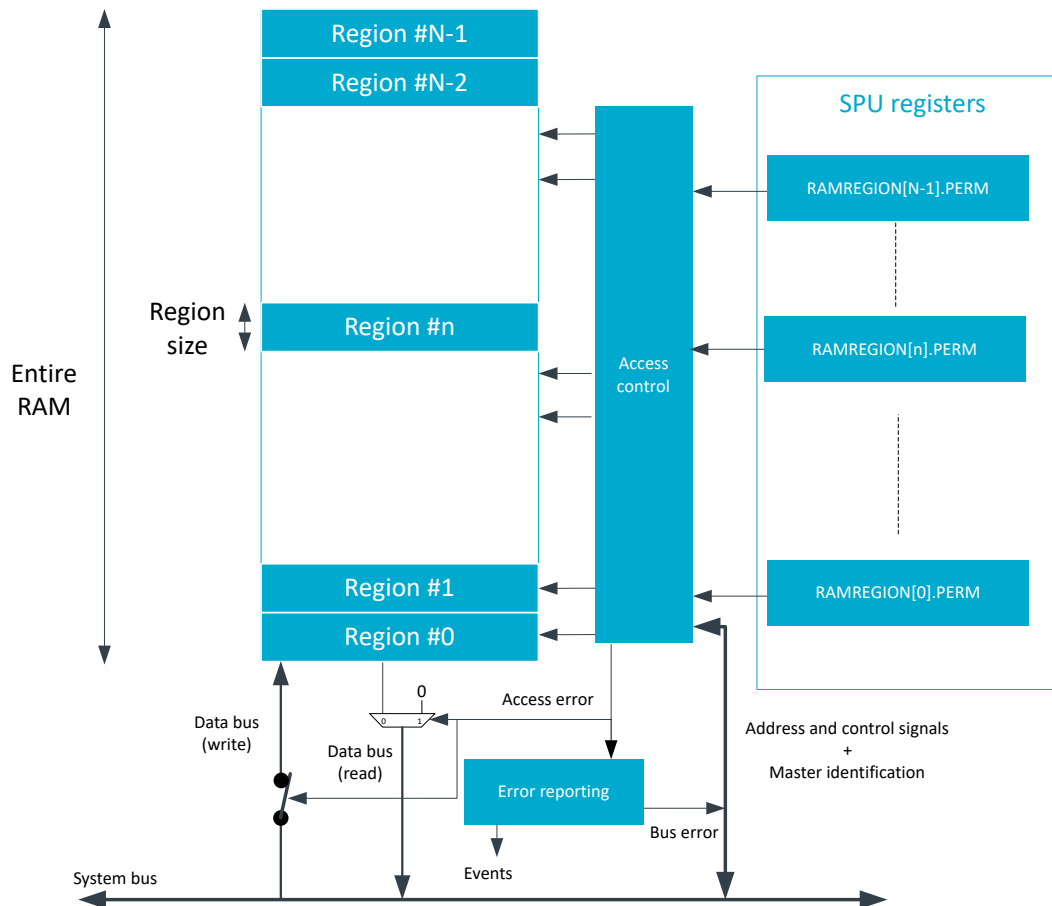 Region #N-1
Region #N-2
SPU registers
RAMREGION[N-1].PERM
Region
size
Region #n
RAMREGION[n].PERM
Access
control
Entire
RAM
Region #1
RAMREGION[0].PERM
Region #0
0
Access error
0 1
Data bus
(write)
Data bus
(read)
Address and control signals
+
Master identification
Error reporting
Bus error
Events
System bus